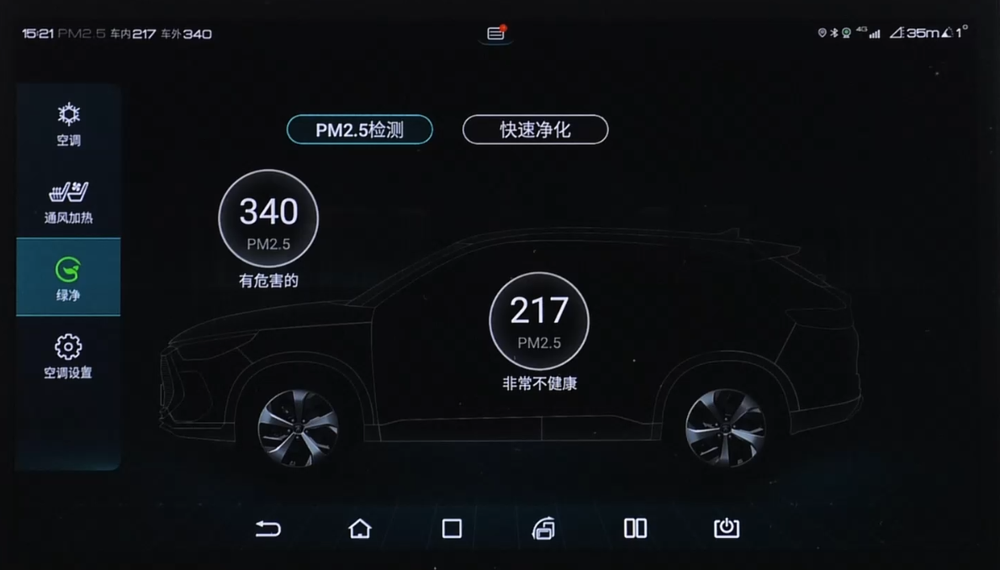 15:21 PM2.5 车内217 车外340
4G 35m 1°
空调
通风加热
绿净
空调设置
PM2.5检测 快速净化
340
PM2.5
有危害的
217
PM2.5
非常不健康